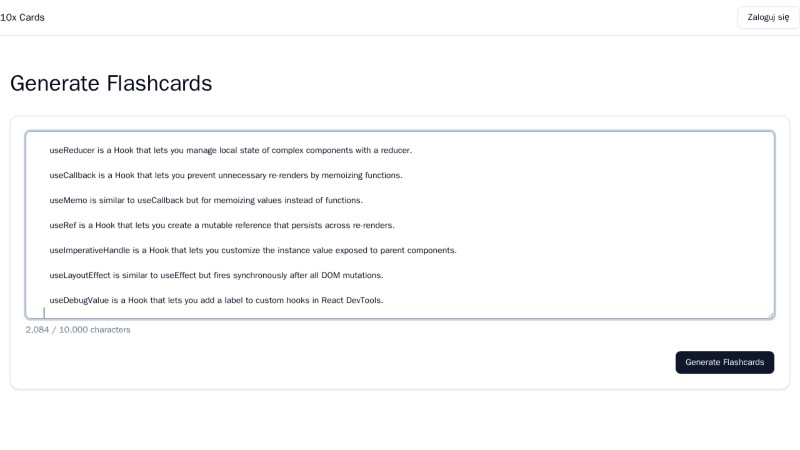 10x Cards
Zaloguj się
Generate Flashcards
useReducer is a Hook that lets you manage local state of complex components with a reducer.
useCallback is a Hook that lets you prevent unnecessary re-renders by memoizing functions.
useMemo is similar to useCallback but for memoizing values instead of functions.
useRef is a Hook that lets you create a mutable reference that persists across re-renders.
useImperativeHandle is a Hook that lets you customize the instance value exposed to parent components.
useLayoutEffect is similar to useEffect but fires synchronously after all DOM mutations.
useDebugValue is a Hook that lets you add a label to custom hooks in React DevTools.
2,084 / 10,000 characters
Generate Flashcards